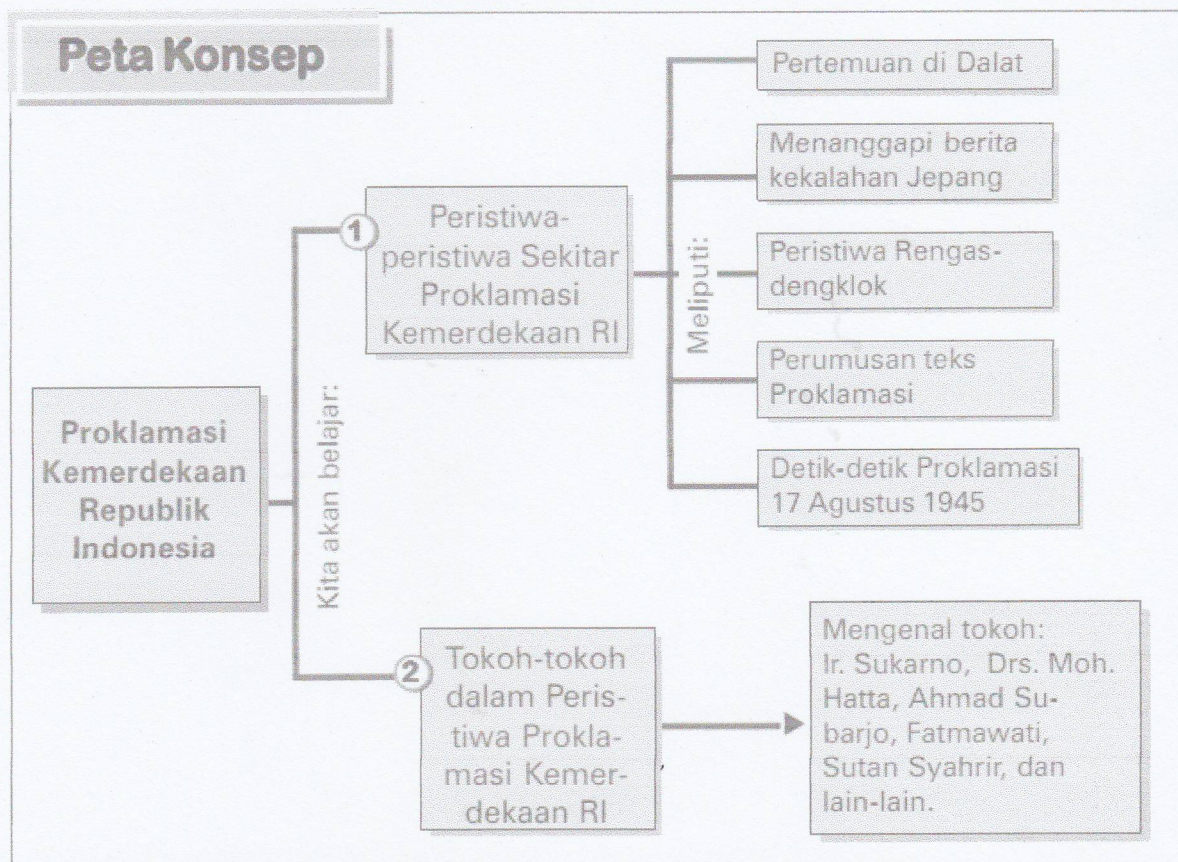 Peta Konsep
Proklamasi
Kemerdekaan
Republik
Indonesia
Kita akan belajar:
1
Peristiwa-
peristiwa Sekitar
Proklamasi
Kemerdekaan RI
Meliputi:
Pertemuan di Dalat
Menanggapi berita
kekalahan Jepang
Peristiwa Rengas-
dengklok
Perumusan teks
Proklamasi
Detik-detik Proklamasi
17 Agustus 1945
2
Tokoh-tokoh
dalam Peris-
tiwa Prokla-
masi Kemer-
dekaan RI
Mengenal tokoh:
Ir. Sukarno, Drs. Moh.
Hatta, Ahmad Su-
barjo, Fatmawati,
Sutan Syahrir, dan
lain-lain.